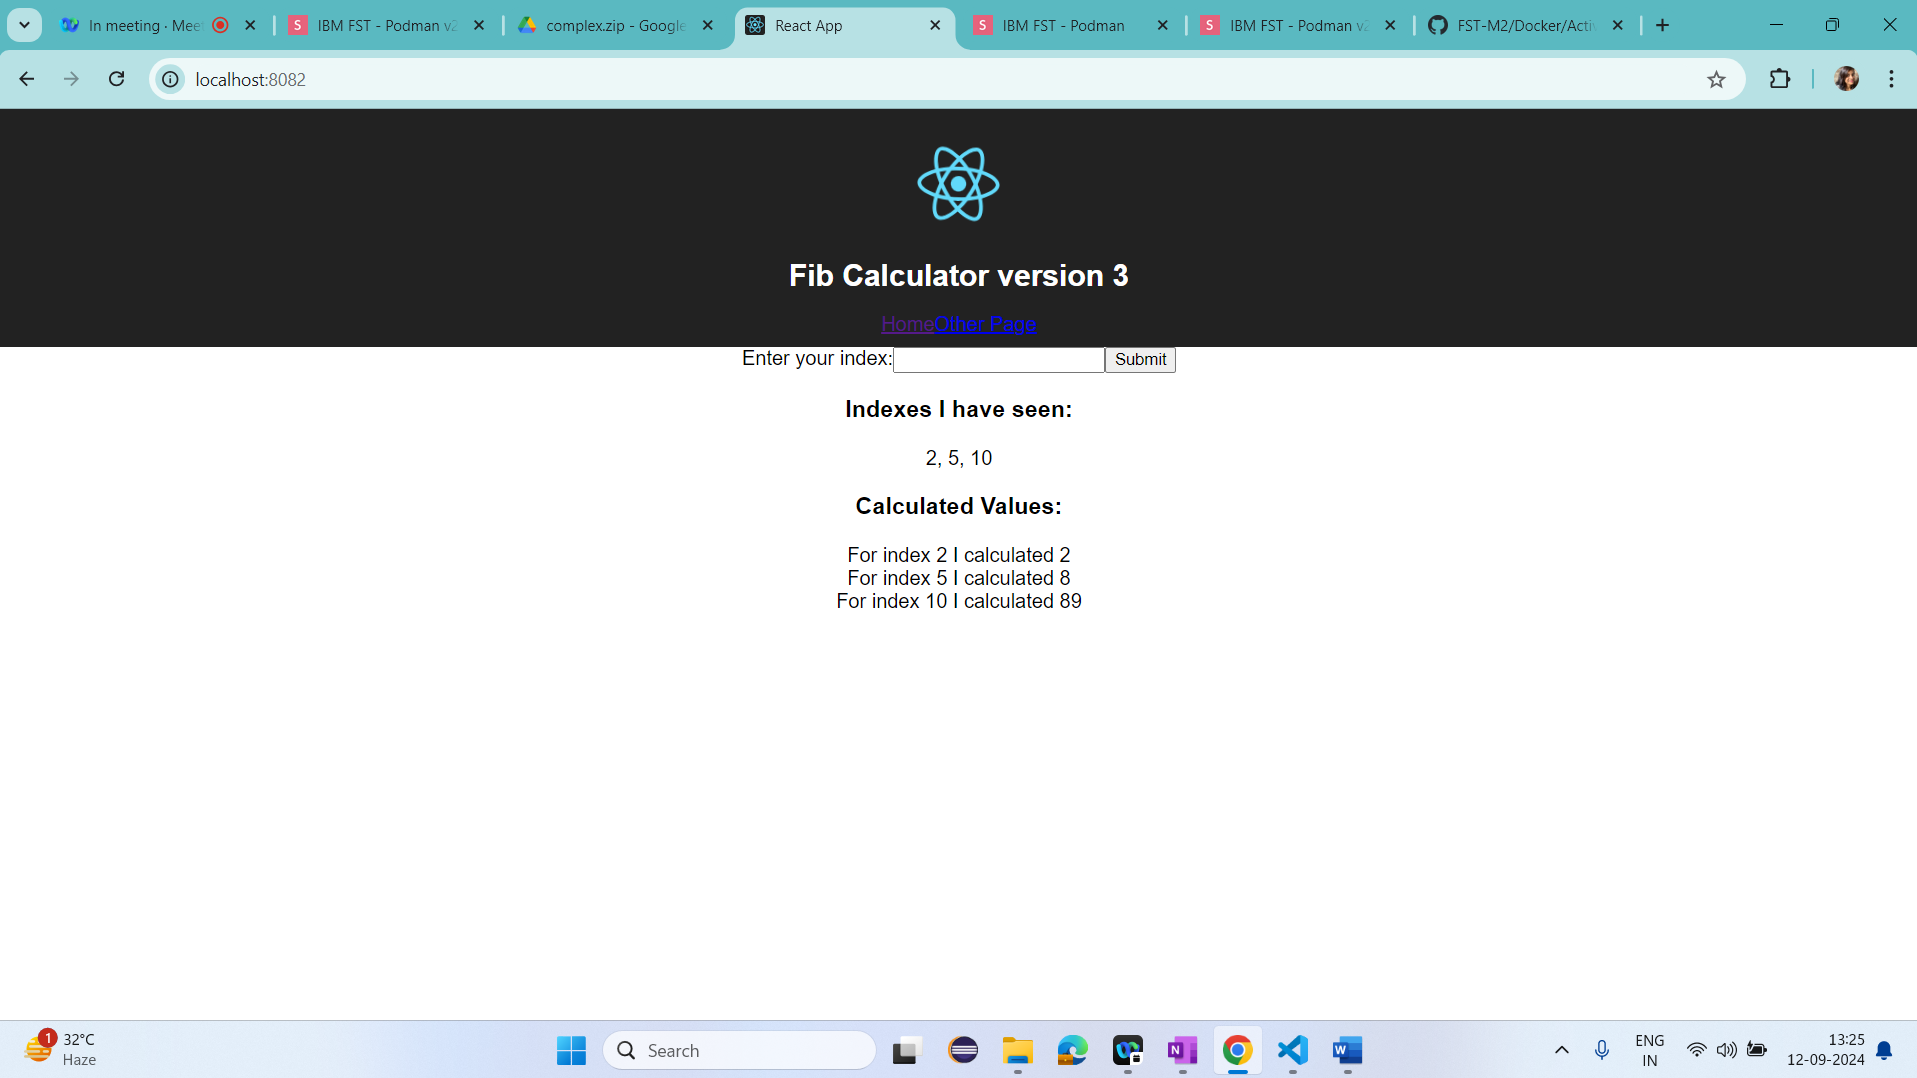 In meeting · Mee
IBM FST - Podman v2
complex.zip - Google
React App
S IBM FST - Podman
S IBM FST - Podman v2
FST-M2/Docker/Activ
localhost:8082
Fib Calculator version 3
HomeOther Page
Enter your index: Submit
Indexes I have seen:
2, 5, 10
Calculated Values:
For index 2 I calculated 2
For index 5 I calculated 8
For index 10 I calculated 89
1
32°C
Haze
Search
ENG
IN
13:25
12-09-2024